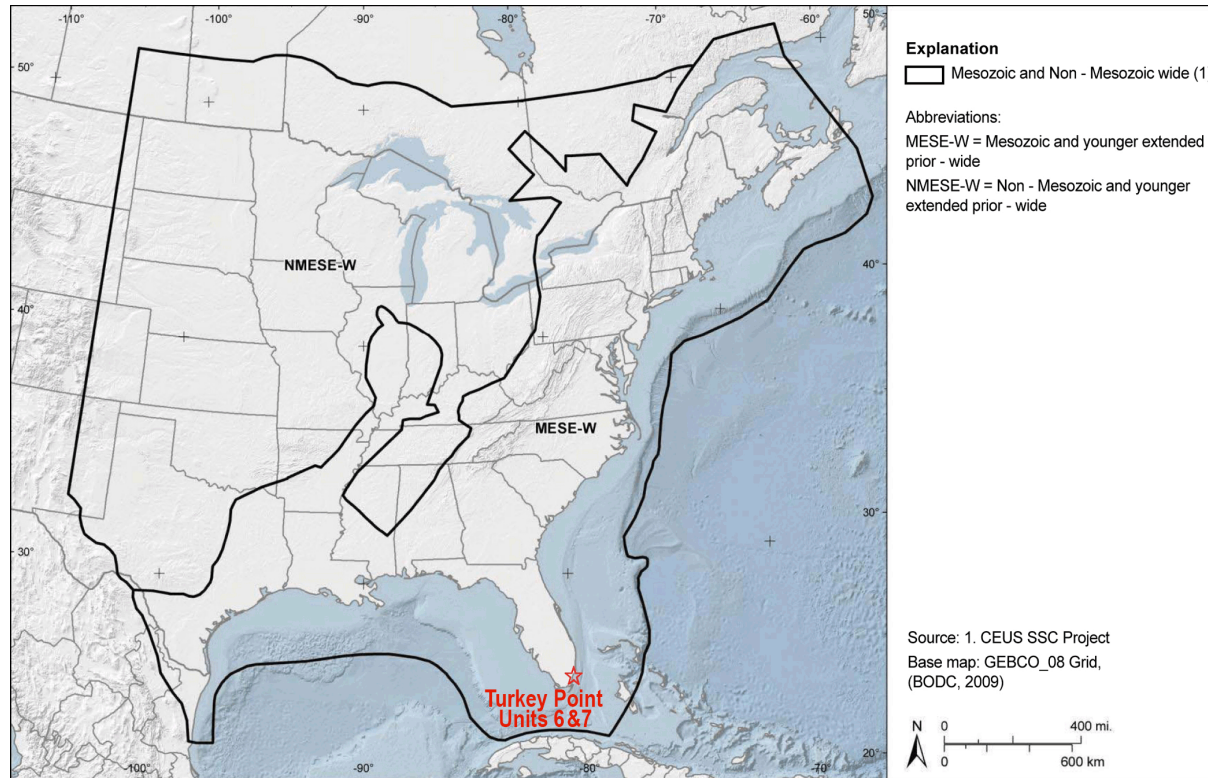 -110°
-100°
-90°
-80°
-70°
-60°
50°
50°
NMESE-W
40°
40°
MESE-W
30°
30°
Turkey Point
Units 6 &7
20°
-100°
-90°
-80°
-70°
Explanation
Mesozoic and Non - Mesozoic wide (1)
Abbreviations:
MESE-W = Mesozoic and younger extended
prior - wide
NMESE-W = Non - Mesozoic and younger
extended prior - wide
Source: 1. CEUS SSC Project
Base map: GEBCO_08 Grid,
(BODC, 2009)
N
0 400 mi.
0 600 km